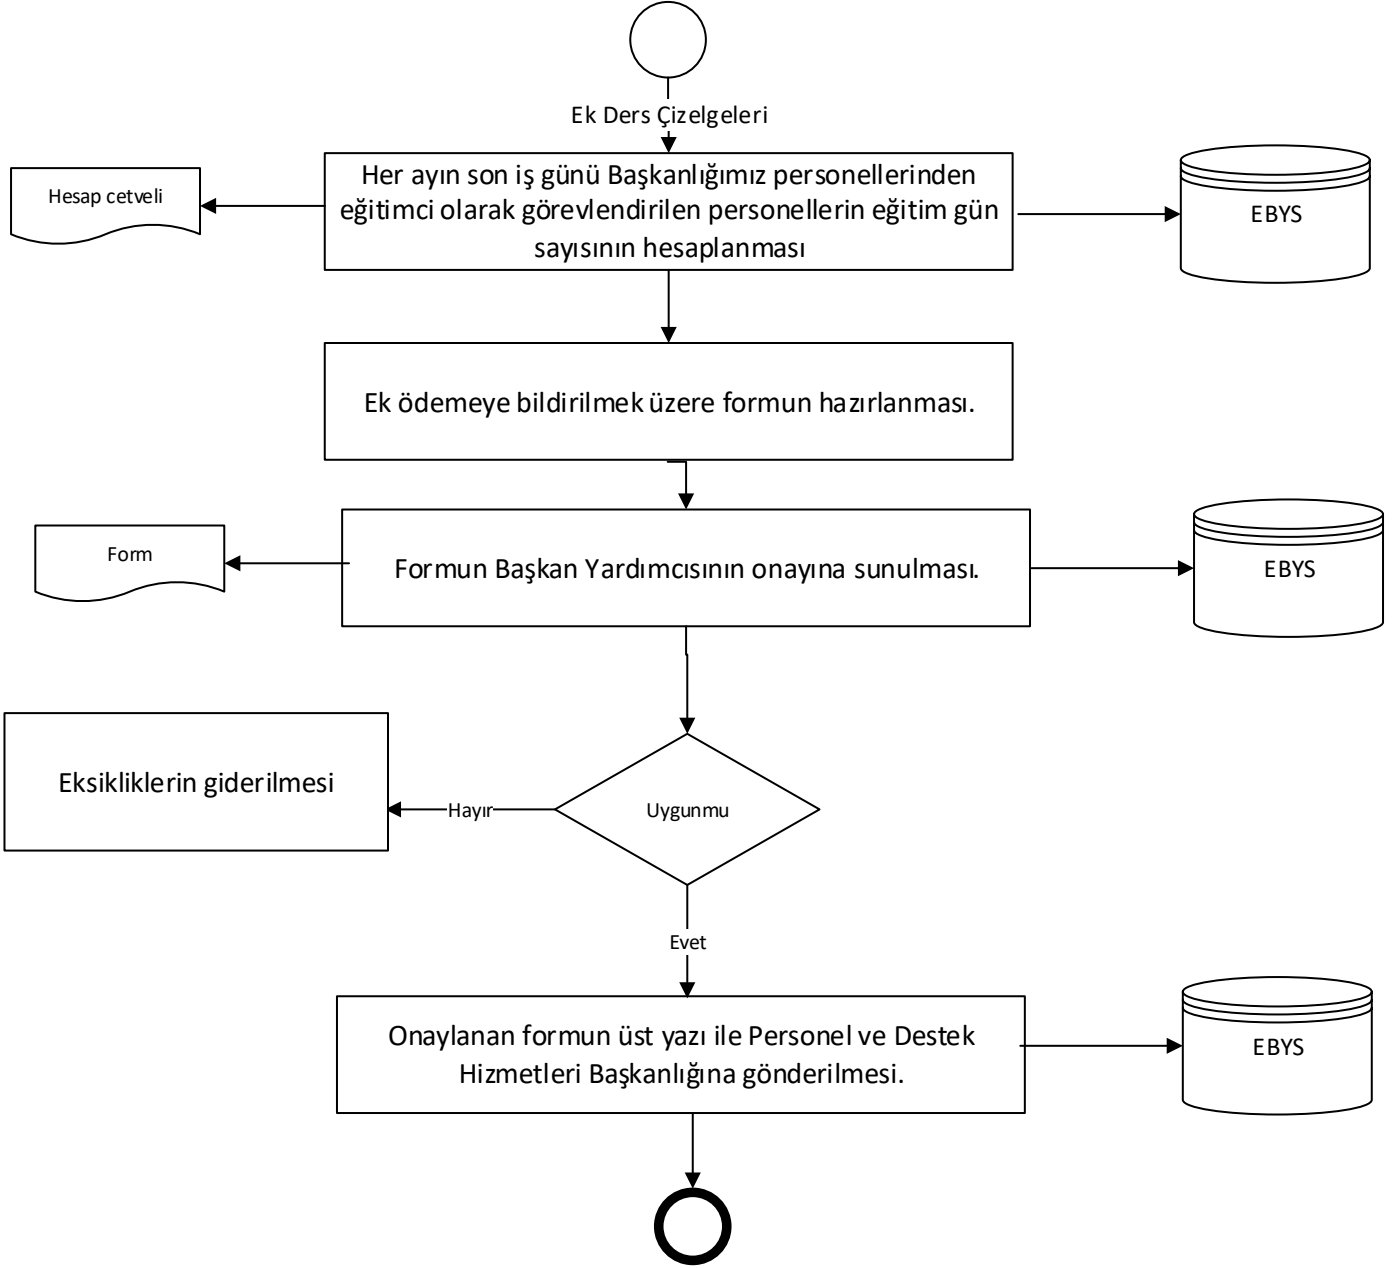 Ek Ders Çizelgeleri
Hesap cetveli
Her ayın son iş günü Başkanlığımız personellerinden
eğitimci olarak görevlendirilen personellerin eğitim gün
sayısının hesaplanması
EBYS
Ek ödemeye bildirilmek üzere formun hazırlanması.
Form
Formun Başkan Yardımcısının onayına sunulması.
EBYS
Eksikliklerin giderilmesi
Hayır
Uygunmu
Evet
Onaylanan formun üst yazı ile Personel ve Destek
Hizmetleri Başkanlığına gönderilmesi.
EBYS